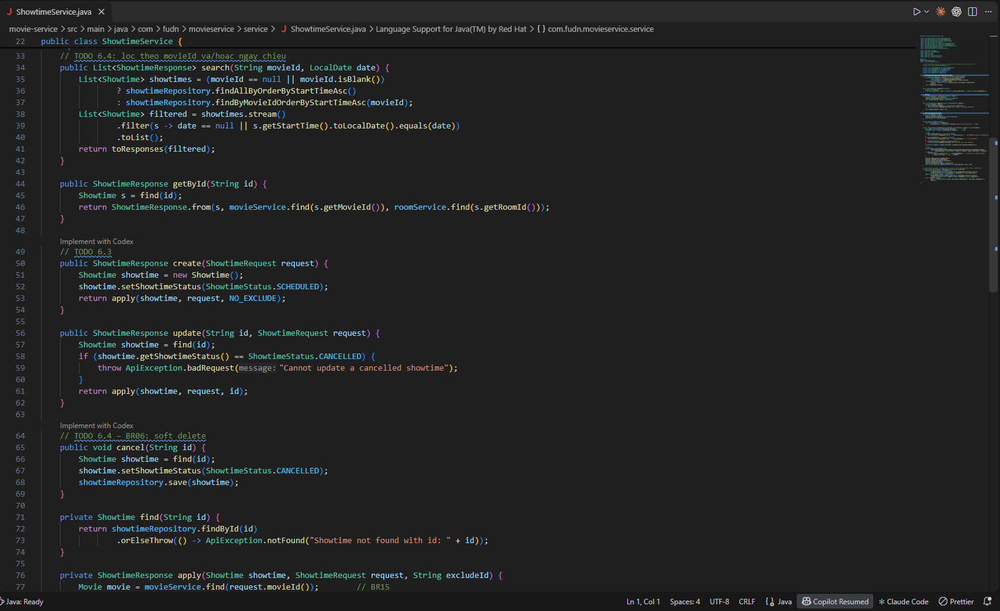 J ShowtimeService.java ×
movie-service > src > main > java > com > fudn > movieservice > service > J ShowtimeService.java > Language Support for Java(TM) by Red Hat > {} com.fudn.movieservice.service
22 public class ShowtimeService {
33 // TODO 6.4: loc theo movieId va/hoac ngay chieu
34 public List<ShowtimeResponse> search(String movieId, LocalDate date) {
35 List<Showtime> showtimes = (movieId == null || movieId.isBlank())
36 ? showtimeRepository.findAllByOrderByStartTimeAsc()
37 : showtimeRepository.findByMovieIdOrderByStartTimeAsc(movieId);
38 List<Showtime> filtered = showtimes.stream()
39 .filter(s -> date == null || s.getStartTime().toLocalDate().equals(date))
40 .toList();
41 return toResponses(filtered);
42 }
43
44 public ShowtimeResponse getById(String id) {
45 Showtime s = find(id);
46 return ShowtimeResponse.from(s, movieService.find(s.getMovieId()), roomService.find(s.getRoomId()));
47 }
48
Implement with Codex
49 // TODO 6.3
50 public ShowtimeResponse create(ShowtimeRequest request) {
51 Showtime showtime = new Showtime();
52 showtime.setShowtimeStatus(ShowtimeStatus.SCHEDULED);
53 return apply(showtime, request, NO_EXCLUDE);
54 }
55
56 public ShowtimeResponse update(String id, ShowtimeRequest request) {
57 Showtime showtime = find(id);
58 if (showtime.getShowtimeStatus() == ShowtimeStatus.CANCELLED) {
59 throw ApiException.badRequest(message: "Cannot update a cancelled showtime");
60 }
61 return apply(showtime, request, id);
62 }
63
Implement with Codex
64 // TODO 6.4 – BR06: soft delete
65 public void cancel(String id) {
66 Showtime showtime = find(id);
67 showtime.setShowtimeStatus(ShowtimeStatus.CANCELLED);
68 showtimeRepository.save(showtime);
69 }
70
71 private Showtime find(String id) {
72 return showtimeRepository.findById(id)
73 .orElseThrow(() -> ApiException.notFound("Showtime not found with id: " + id));
74 }
75
76 private ShowtimeResponse apply(Showtime showtime, ShowtimeRequest request, String excludeId) {
77 Movie movie = movieService.find(request.movieId()); // BR15
Java: Ready Ln 1, Col 1 Spaces: 4 UTF-8 CRLF {} Java Copilot Resumed Claude Code Prettier